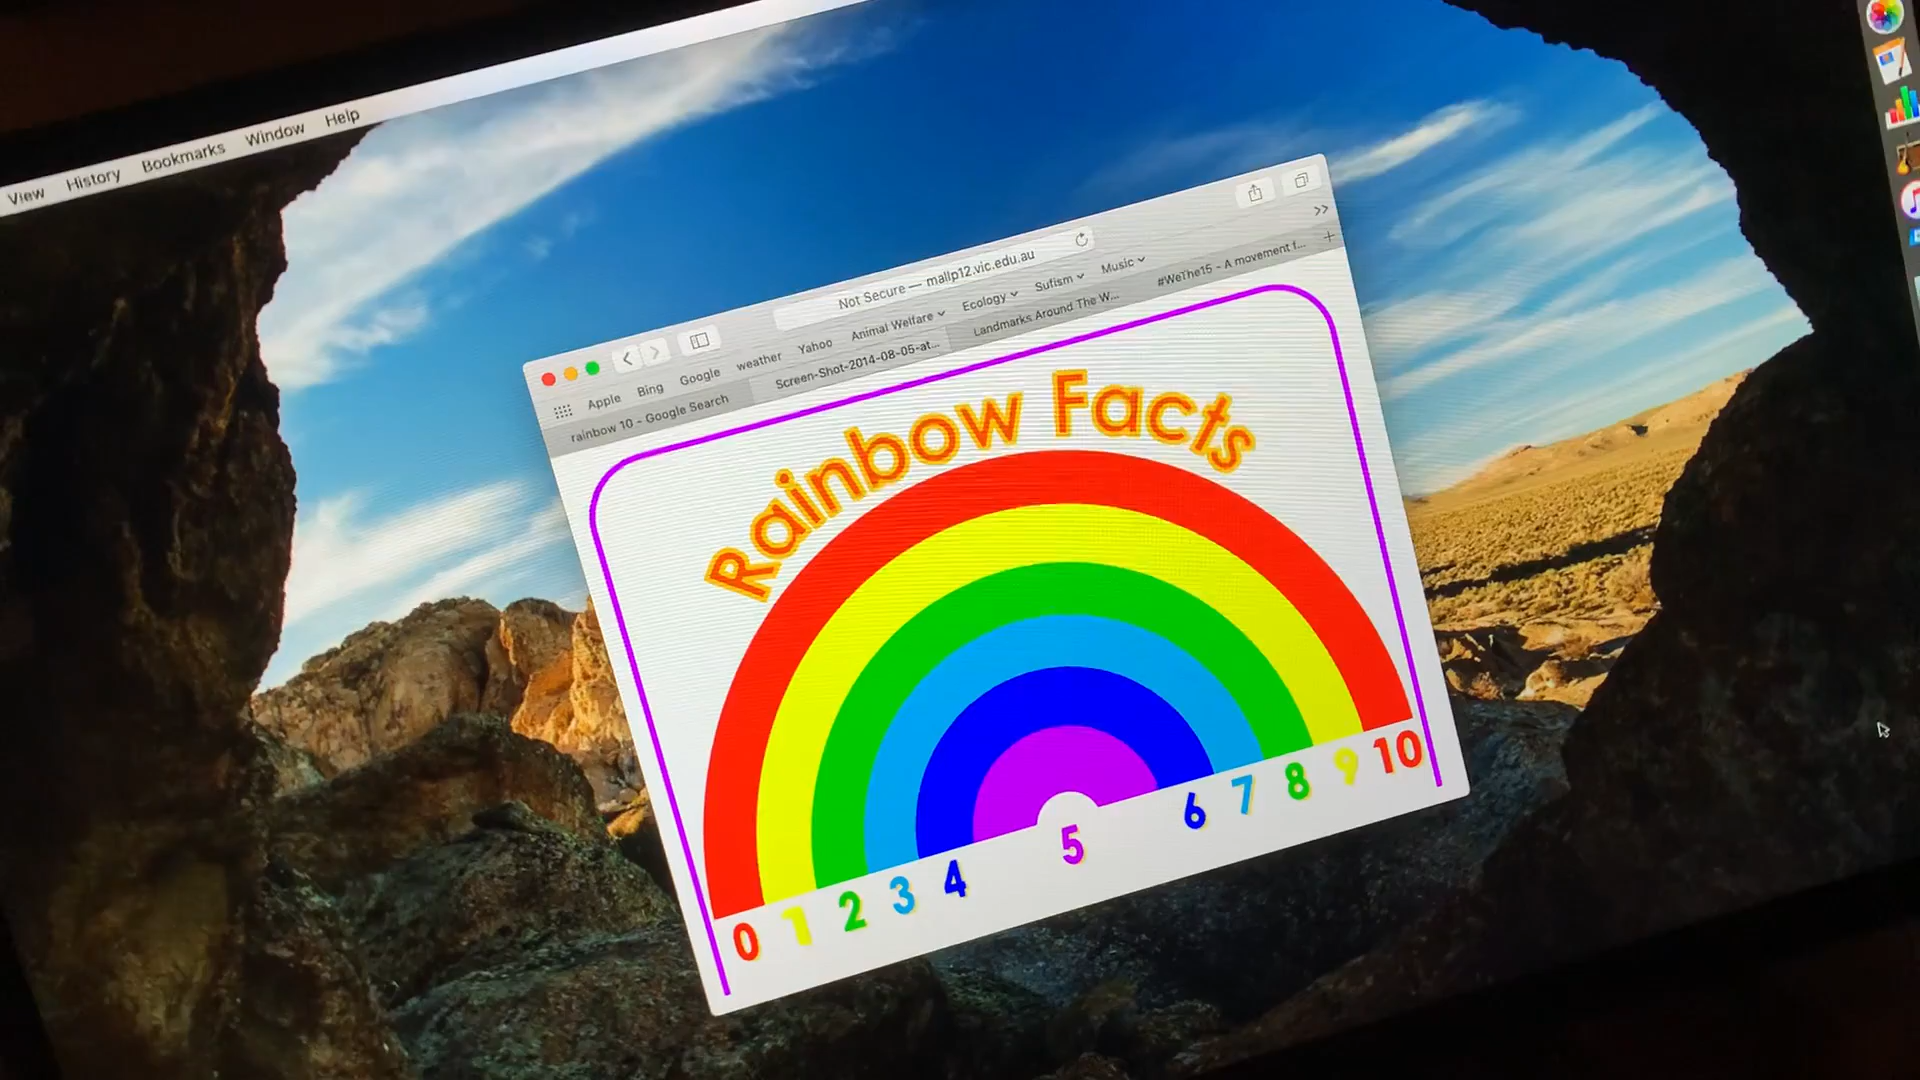 View History Bookmarks Window Help
Not Secure — mallp12.vic.edu.au
Apple Bing Google weather Yahoo Animal Welfare Ecology Sufism Music
rainbow 10 - Google Search Screen-Shot-2014-08-05-at... Landmarks Around The W... #WeThe15 - A movement f...
Rainbow Facts
0 1 2 3 4 5 6 7 8 9 10